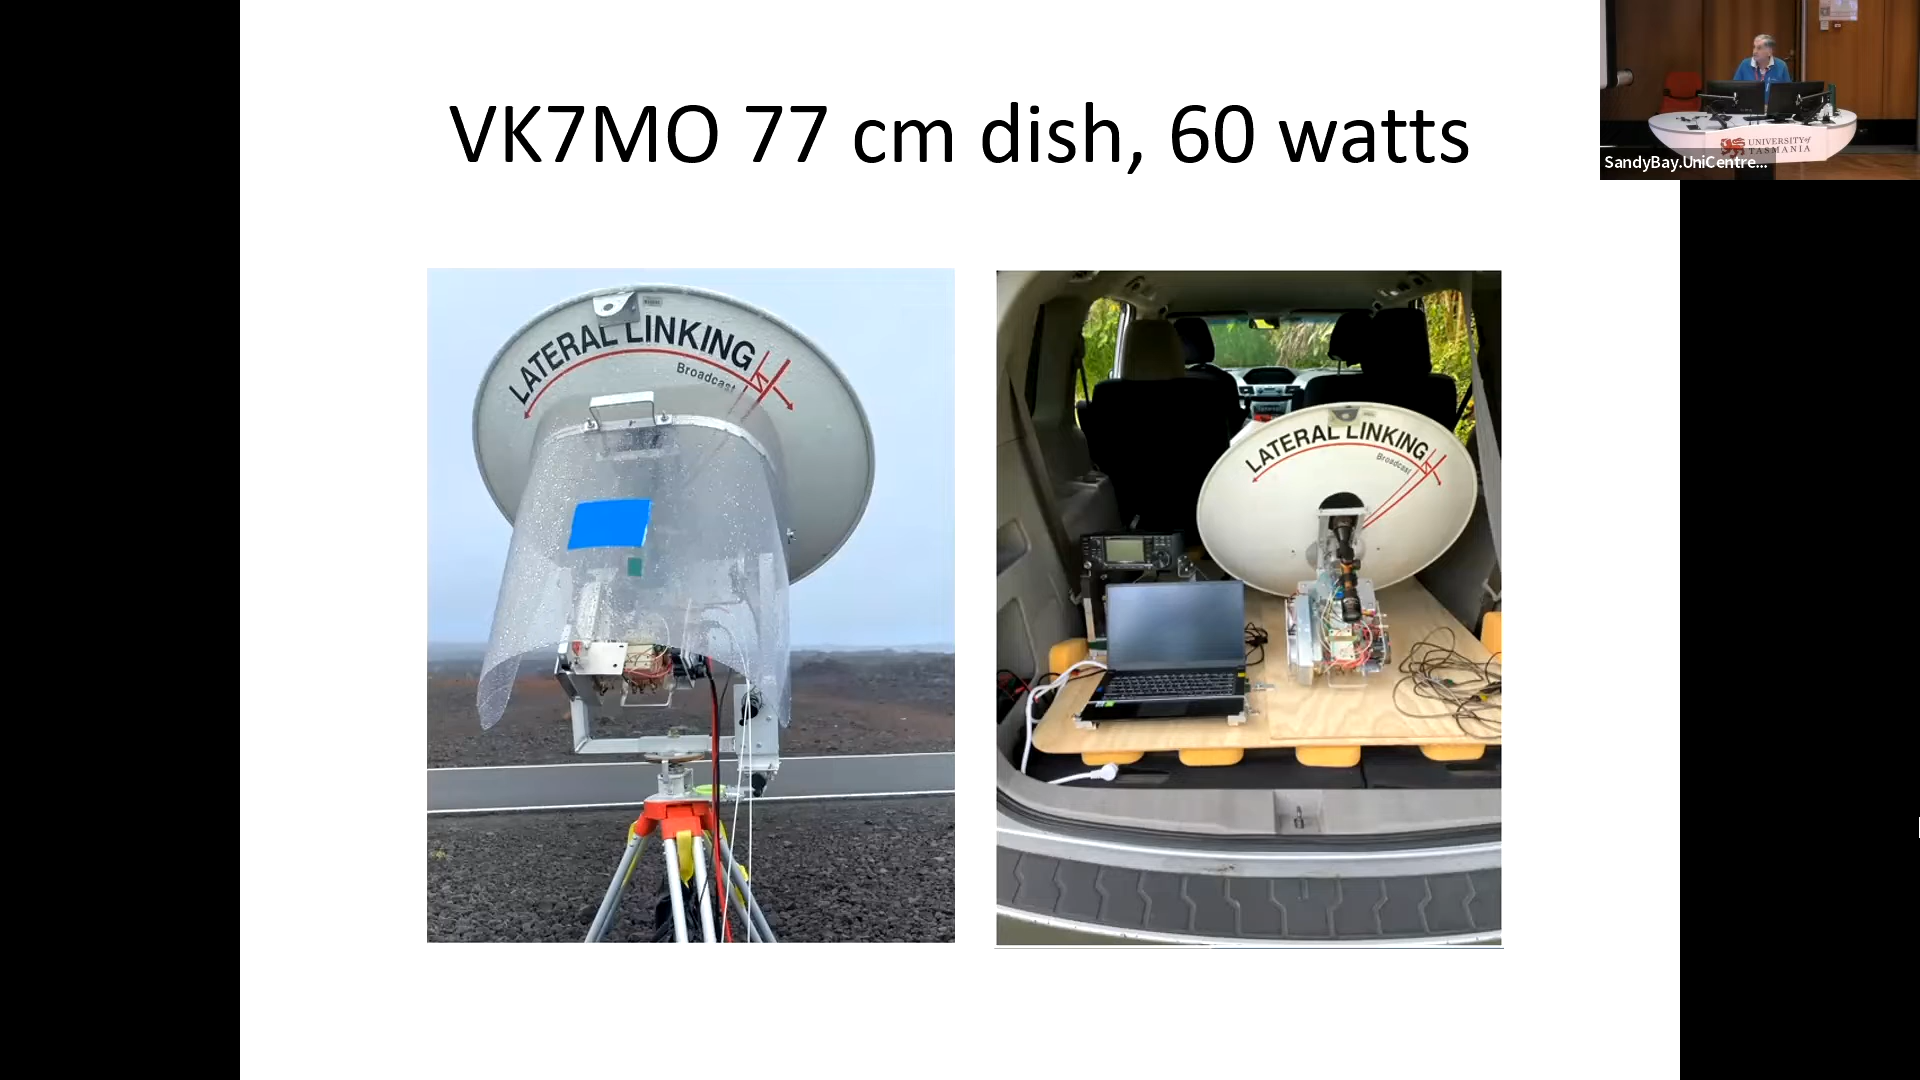 VK7MO 77 cm dish, 60 watts
LATERAL LINKING
Broadcast
LATERAL LINKING
Broadcast
UNIVERSITY of
TASMANIA
SandyBay.UniCentre...